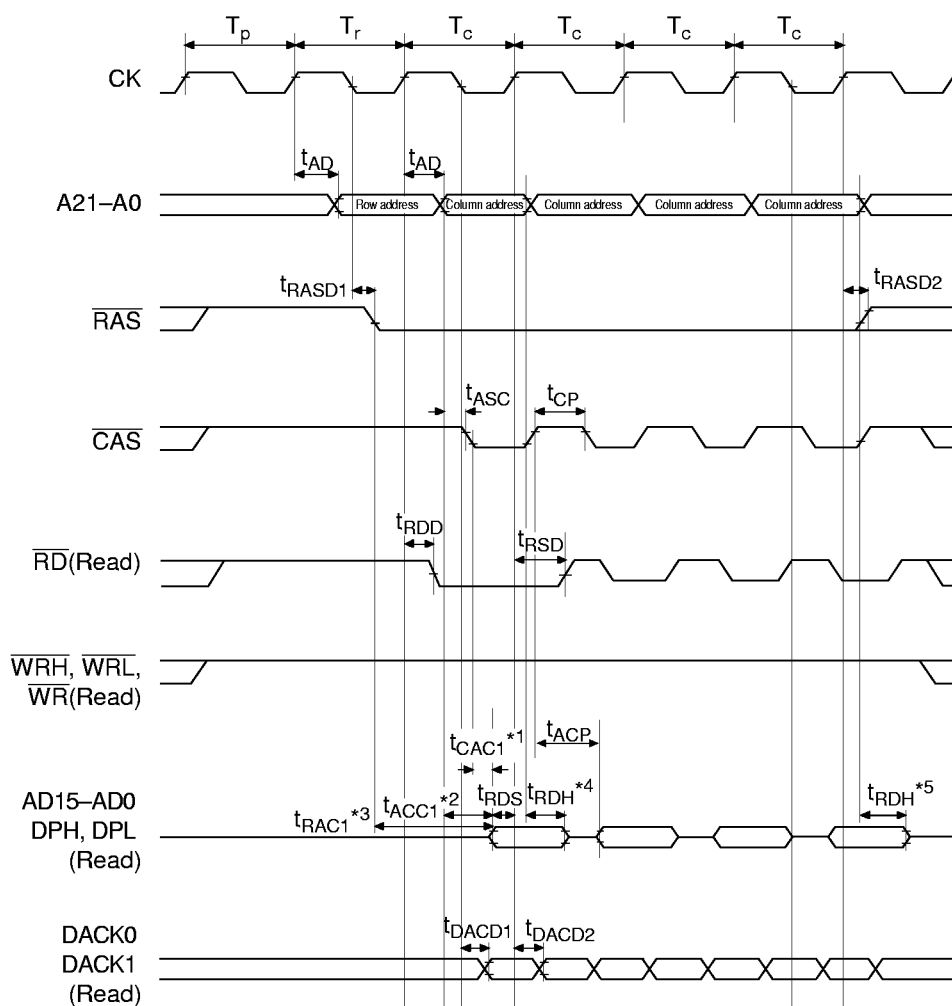 Tp Tr Tc Tc Tc Tc
CK
tAD tAD
A21–A0 Row address Column address Column address Column address Column address
tRASD1 tRASD2
RAS
tASC tCP
CAS
tRDD tRSD
RD(Read)
WRH, WRL,
WR(Read)
tCAC1*1 tACP
AD15–AD0
DPH, DPL
(Read)
tRAC1*3 tACC1*2 tRDS tRDH*4 tRDH*5
tDACD1 tDACD2
DACK0
DACK1
(Read)